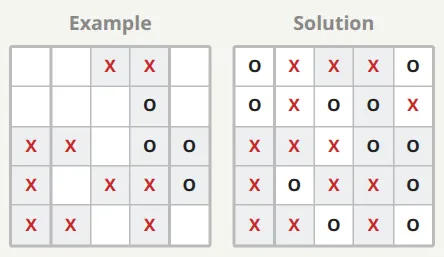 Example Solution
X X O X X X O
O O X O O X
X X O O X X X O O
X X X O X O X X O
X X X X X O X O